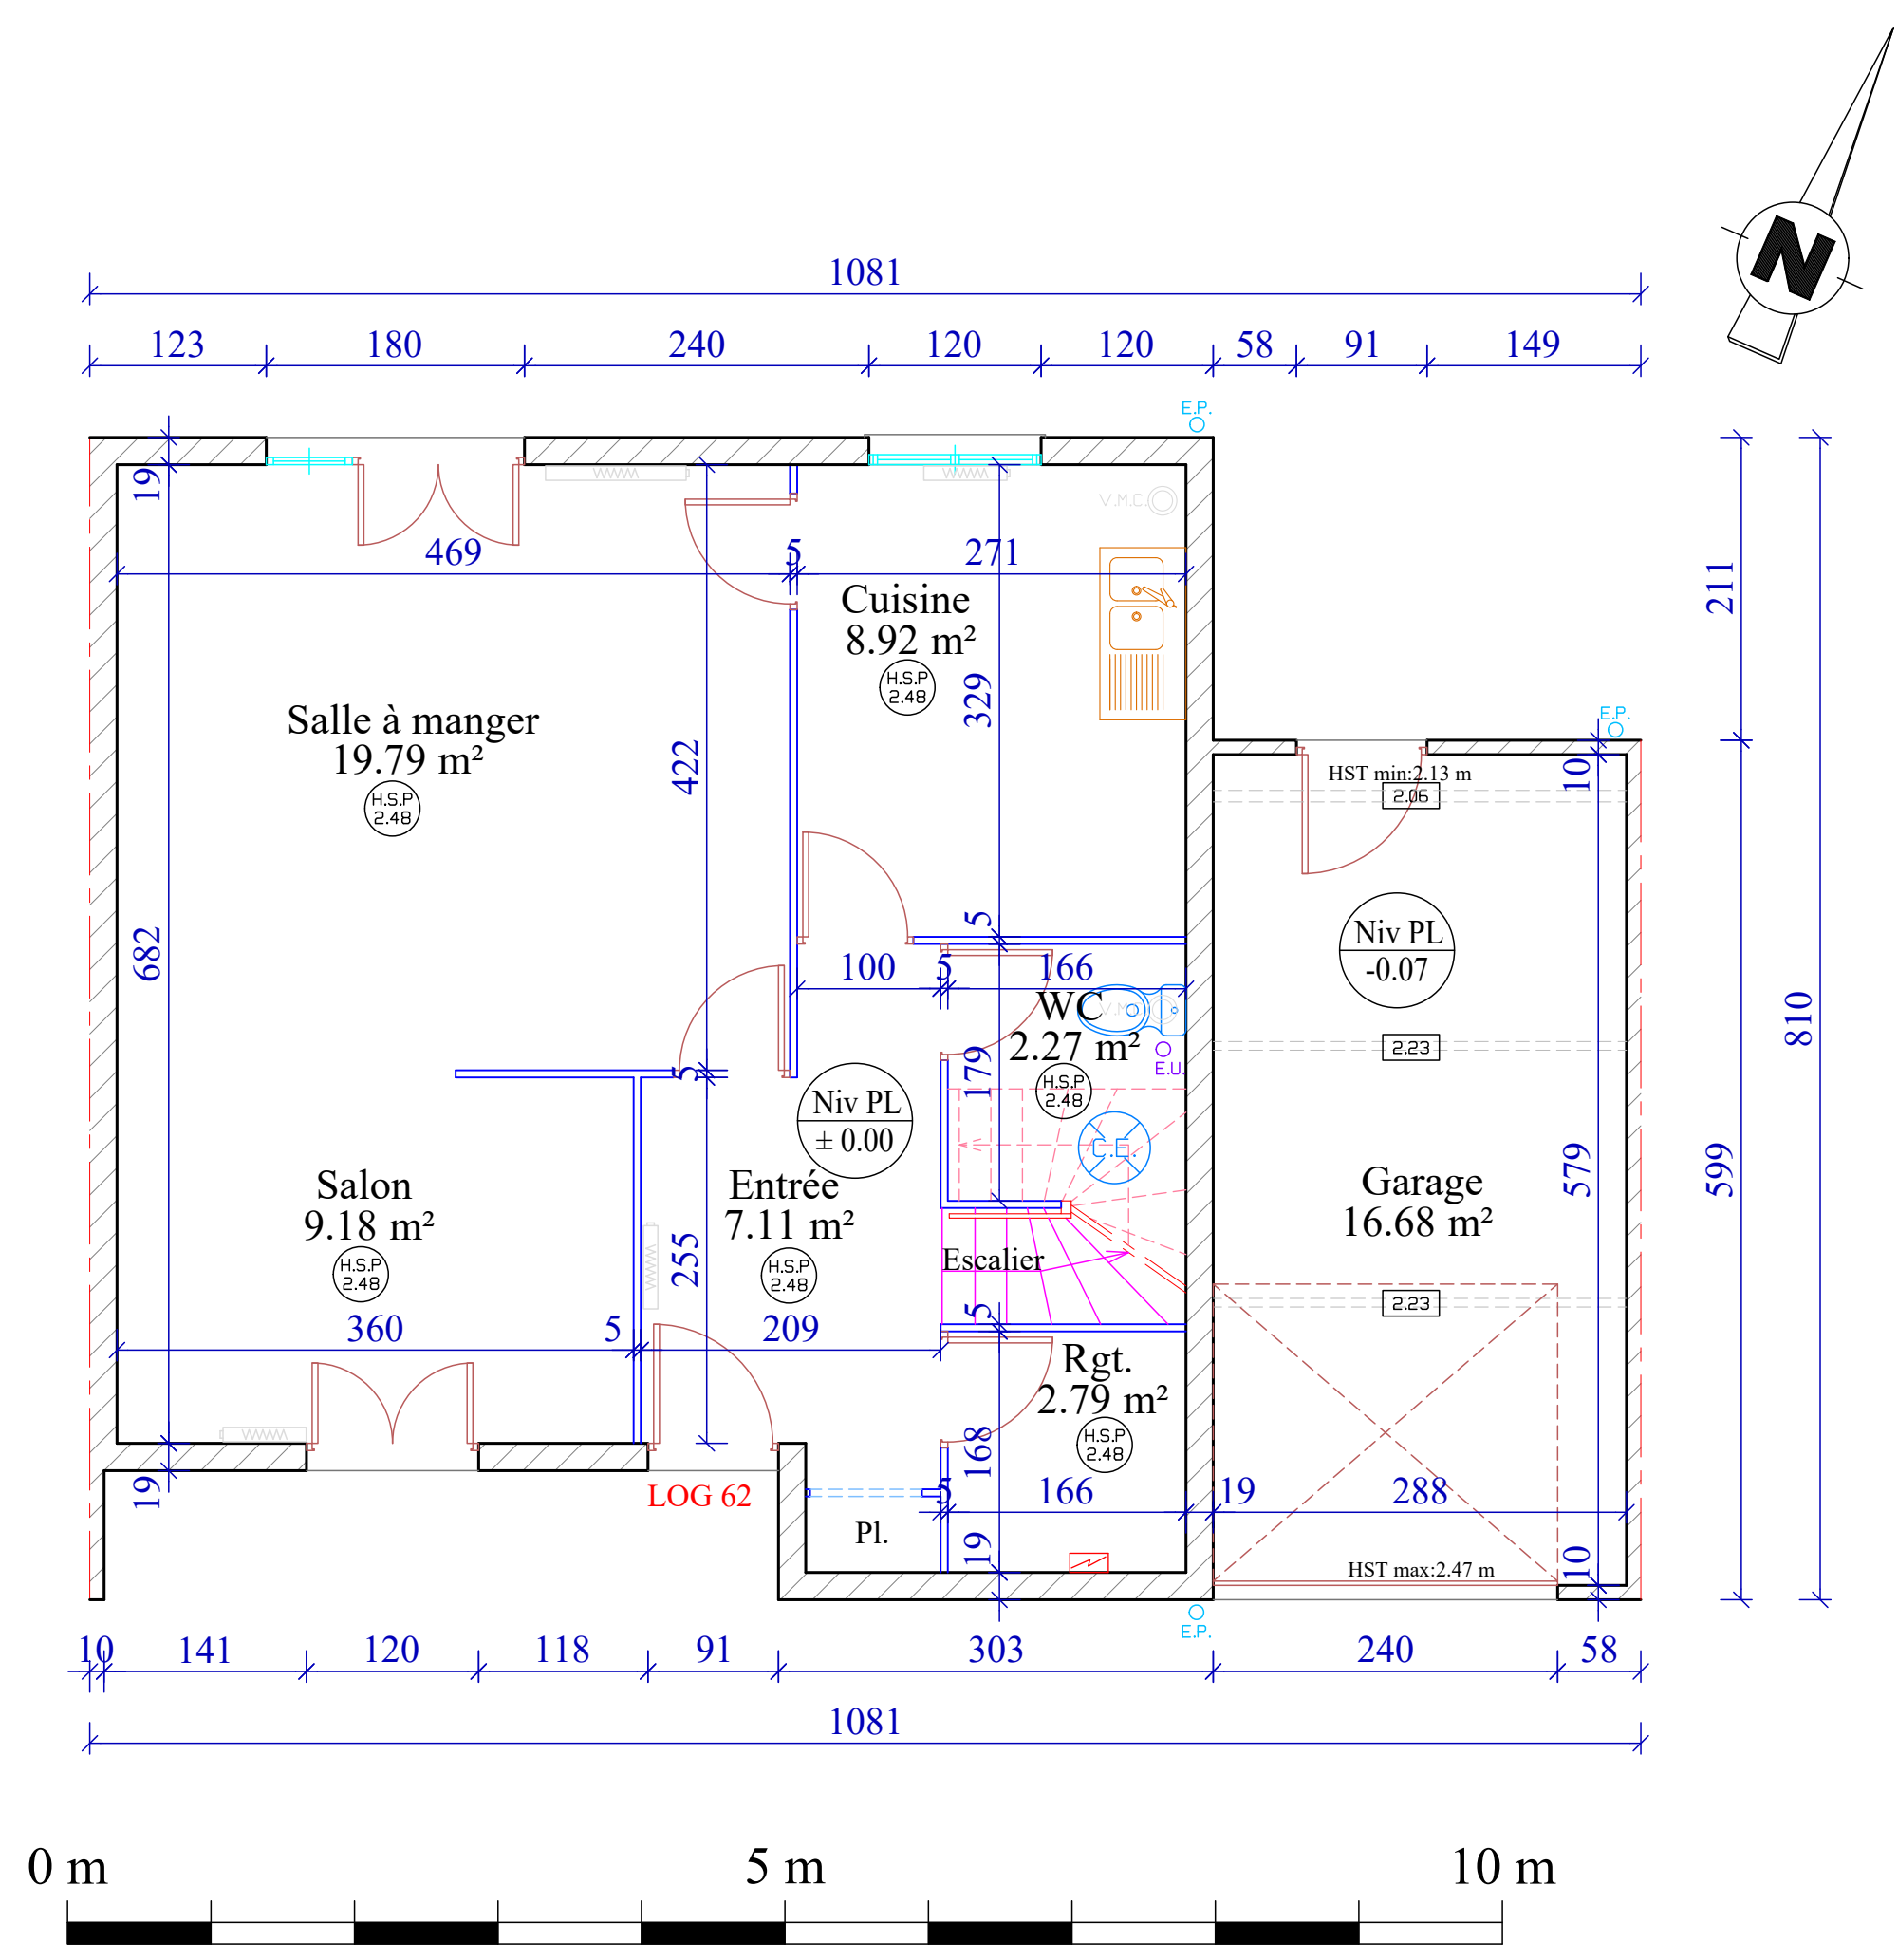 N
1081
123 180 240 120 120 58 91 149
E.P.
19
V.M.C.
469 5 271
Cuisine
8.92 m²
H.S.P
2.48
211
329
Salle à manger
19.79 m²
H.S.P
2.48
422
E.P.
HST min:2.13 m
10
2.06
682
5
Niv PL
-0.07
100 5 166
WC
V.M.C.
2.27 m²
H.S.P
2.48
E.U.
179
2.23
810
5
Niv PL
± 0.00
C.E.
Salon
9.18 m²
H.S.P
2.48
Entrée
7.11 m²
H.S.P
2.48
255
Escalier
Garage
16.68 m²
579
599
2.23
360 5 209
5
Rgt.
2.79 m²
H.S.P
2.48
168
19
LOG 62
5 166 19 288
Pl.
19
HST max:2.47 m
10
E.P.
10 141 120 118 91 303 240 58
1081
0 m 5 m 10 m